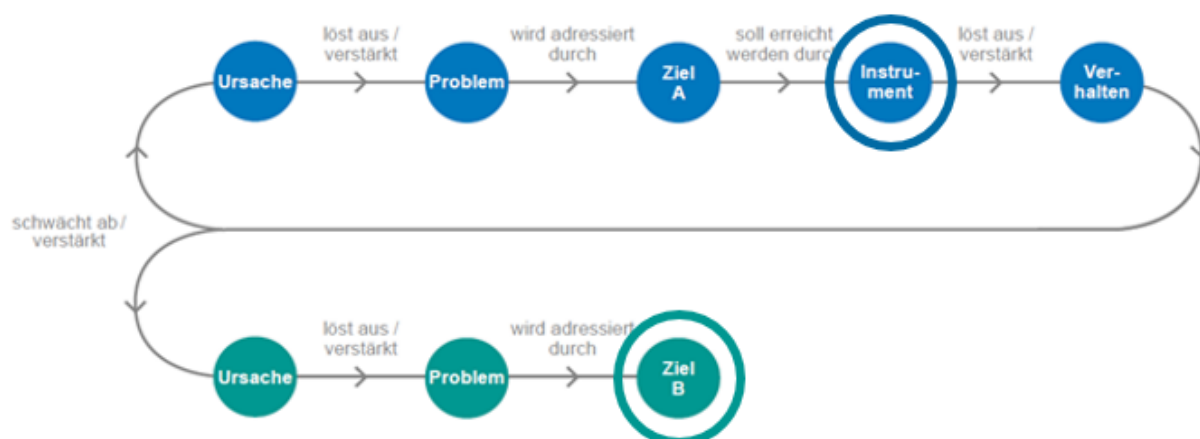 löst aus /
verstärkt
wird adressiert
durch
soll erreicht
werden durch
löst aus /
verstärkt
Ursache
Problem
Ziel
A
Instru-
ment
Ver-
halten
schwächt ab /
verstärkt
löst aus /
verstärkt
wird adressiert
durch
Ursache
Problem
Ziel
B